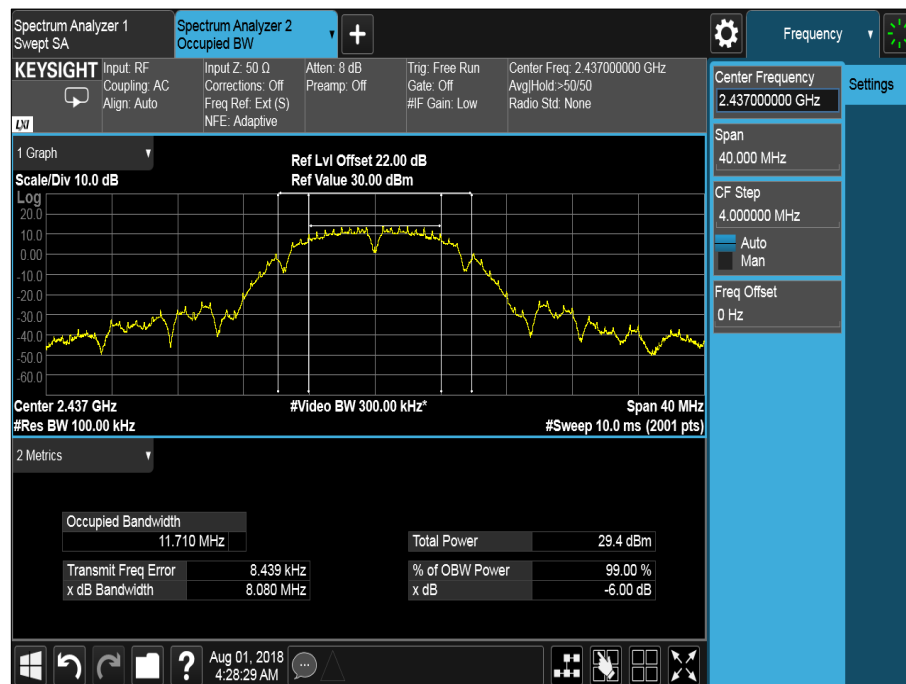 Spectrum Analyzer 1
Swept SA
Spectrum Analyzer 2
Occupied BW
Frequency
KEYSIGHT
LXI
Input: RF
Coupling: AC
Align: Auto
Input Z: 50 Ω
Corrections: Off
Freq Ref: Ext (S)
NFE: Adaptive
Atten: 8 dB
Preamp: Off
Trig: Free Run
Gate: Off
#IF Gain: Low
Center Freq: 2.437000000 GHz
Avg|Hold:>50/50
Radio Std: None
Center Frequency
2.437000000 GHz
Settings
Span
40.000 MHz
CF Step
4.000000 MHz
Auto
Man
Freq Offset
0 Hz
1 Graph
Scale/Div 10.0 dB
Ref Lvl Offset 22.00 dB
Ref Value 30.00 dBm
Log
20.0
10.0
0.00
-10.0
-20.0
-30.0
-40.0
-50.0
-60.0
Center 2.437 GHz
#Video BW 300.00 kHz*
Span 40 MHz
#Res BW 100.00 kHz
#Sweep 10.0 ms (2001 pts)
2 Metrics
Occupied Bandwidth
11.710 MHz
Total Power 29.4 dBm
Transmit Freq Error 8.439 kHz
% of OBW Power 99.00 %
x dB Bandwidth 8.080 MHz
x dB -6.00 dB
?
Aug 01, 2018
4:28:29 AM